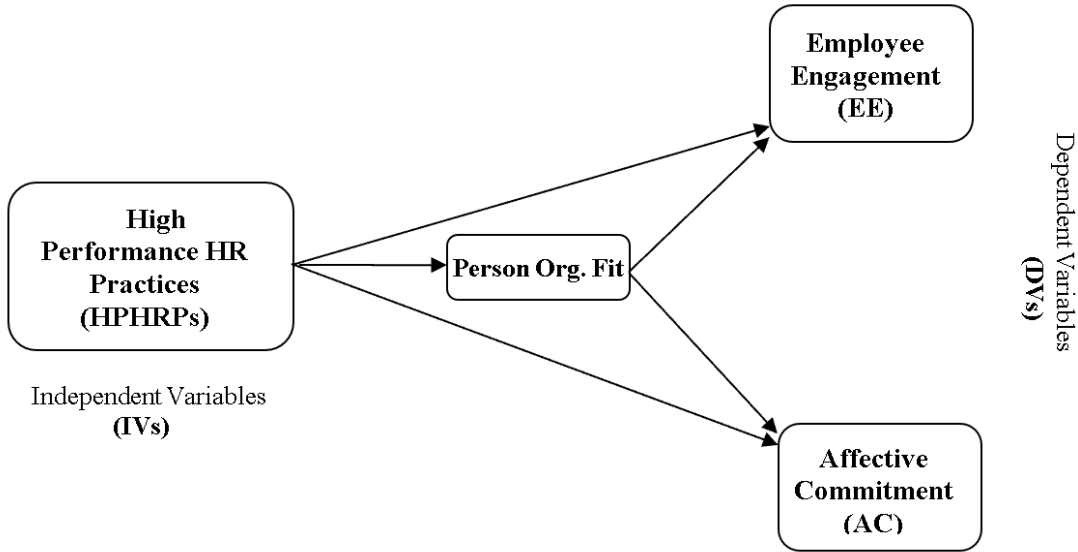 High
Performance HR
Practices
(HPHRPs)
Independent Variables
(IVs)
Person Org. Fit
Employee
Engagement
(EE)
Affective
Commitment
(AC)
Dependent Variables
(DVs)